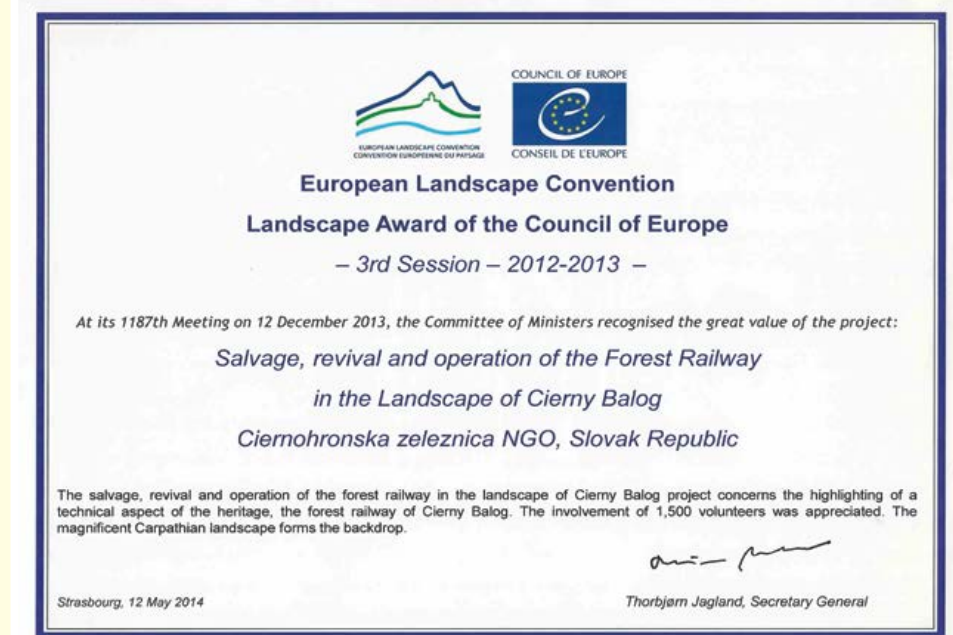 COUNCIL OF EUROPE
EUROPEAN LANDSCAPE CONVENTION
CONVENTION EUROPEENNE DU PAYSAGE
CONSEIL DE L'EUROPE
European Landscape Convention
Landscape Award of the Council of Europe
– 3rd Session – 2012-2013 –
At its 1187th Meeting on 12 December 2013, the Committee of Ministers recognised the great value of the project:
Salvage, revival and operation of the Forest Railway
in the Landscape of Cierny Balog
Ciernohronska zeleznica NGO, Slovak Republic
The salvage, revival and operation of the forest railway in the landscape of Cierny Balog project concerns the highlighting of a
technical aspect of the heritage, the forest railway of Cierny Balog. The involvement of 1,500 volunteers was appreciated. The
magnificent Carpathian landscape forms the backdrop.
Strasbourg, 12 May 2014
Thorbjørn Jagland, Secretary General